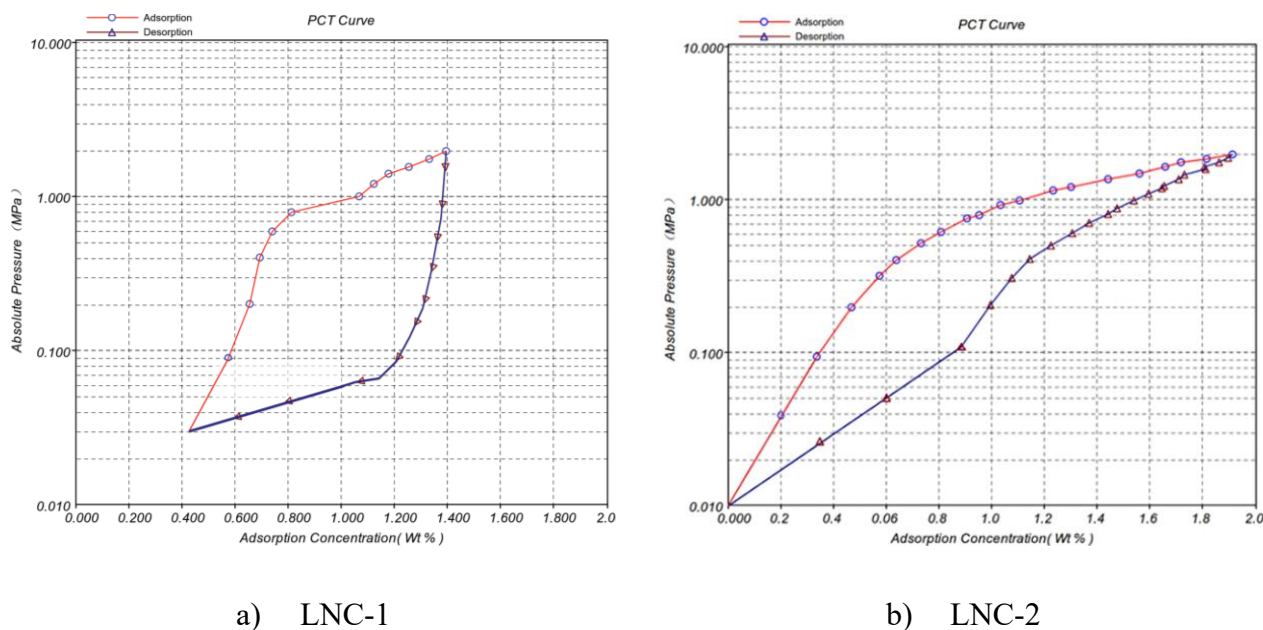 Adsorption
Desorption
PCT Curve
10.000
1.000
0.100
0.010
Absolute Pressure (MPa)
0.000 0.200 0.400 0.600 0.800 1.000 1.200 1.400 1.600 1.800 2.0
Adsorption Concentration( Wt % )
a) LNC-1
Adsorption
Desorption
PCT Curve
10.000
1.000
0.100
0.010
Absolute Pressure (MPa)
0.000 0.2 0.4 0.06 0.8 1.0 1.2 1.4 1.6 1.8 2.0
Adsorption Concentration( Wt % )
b) LNC-2